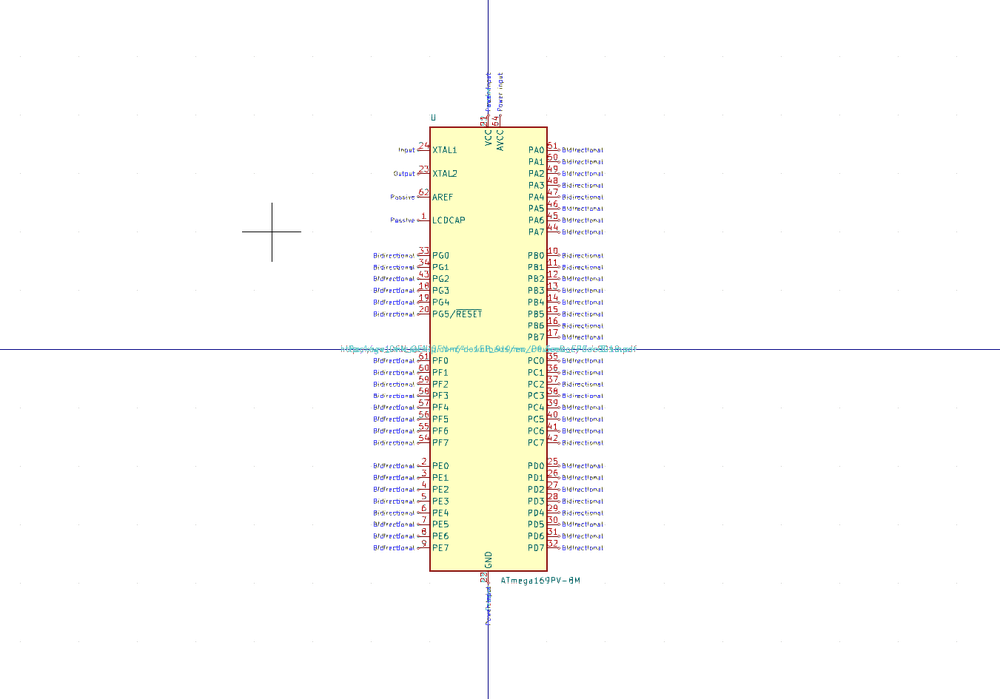 Power input
U
21
64
VCC
AVCC
Input 24 XTAL1 PA0 51 Bidirectional
PA1 50 Bidirectional
Output 23 XTAL2 PA2 49 Bidirectional
PA3 48 Bidirectional
Passive 62 AREF PA4 47 Bidirectional
PA5 46 Bidirectional
Passive 1 LCDCAP PA6 45 Bidirectional
PA7 44 Bidirectional
Bidirectional 33 PG0 PB0 10 Bidirectional
Bidirectional 34 PG1 PB1 11 Bidirectional
Bidirectional 43 PG2 PB2 12 Bidirectional
Bidirectional 18 PG3 PB3 13 Bidirectional
Bidirectional 19 PG4 PB4 14 Bidirectional
Bidirectional 20 PG5/RESET PB5 15 Bidirectional
PB6 16 Bidirectional
PB7 17 Bidirectional
Bidirectional 61 PF0 PC0 35 Bidirectional
Bidirectional 60 PF1 PC1 36 Bidirectional
Bidirectional 59 PF2 PC2 37 Bidirectional
Bidirectional 58 PF3 PC3 38 Bidirectional
Bidirectional 57 PF4 PC4 39 Bidirectional
Bidirectional 56 PF5 PC5 40 Bidirectional
Bidirectional 55 PF6 PC6 41 Bidirectional
Bidirectional 54 PF7 PC7 42 Bidirectional
Bidirectional 2 PE0 PD0 25 Bidirectional
Bidirectional 3 PE1 PD1 26 Bidirectional
Bidirectional 4 PE2 PD2 27 Bidirectional
Bidirectional 5 PE3 PD3 28 Bidirectional
Bidirectional 6 PE4 PD4 29 Bidirectional
Bidirectional 7 PE5 PD5 30 Bidirectional
Bidirectional 8 PE6 PD6 31 Bidirectional
Bidirectional 9 PE7 PD7 32 Bidirectional
GND
ATmega169PV-8M